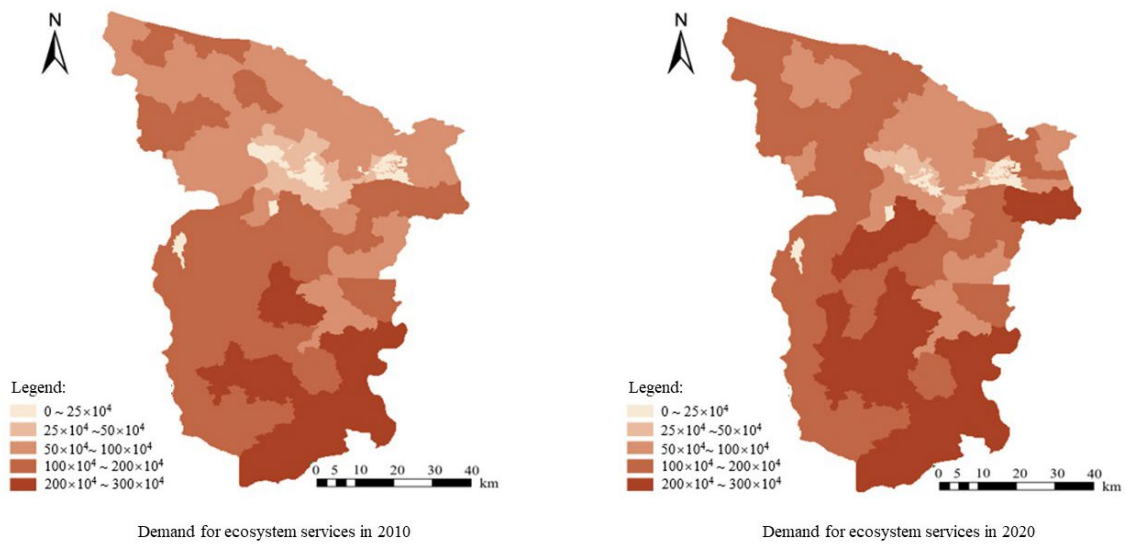 N
Legend:
0 ~ 25×10⁴
25×10⁴ ~50×10⁴
50×10⁴~ 100×10⁴
100×10⁴ ~ 200×10⁴
200×10⁴ ~ 300×10⁴
0 5 10 20 30 40
km
Demand for ecosystem services in 2010
N
Legend:
0 ~ 25×10⁴
25×10⁴ ~50×10⁴
50×10⁴~ 100×10⁴
100×10⁴ ~ 200×10⁴
200×10⁴ ~ 300×10⁴
0 5 10 20 30 40
km
Demand for ecosystem services in 2020